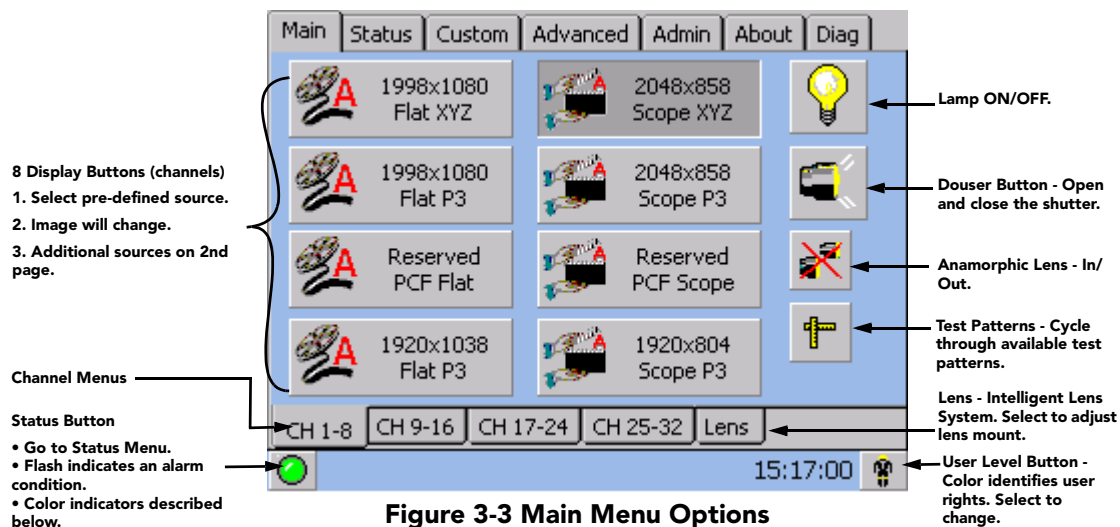 Main Status Custom Advanced Admin About Diag
1998x1080
Flat XYZ
2048x858
Scope XYZ
1998x1080
Flat P3
2048x858
Scope P3
Reserved
PCF Flat
Reserved
PCF Scope
1920x1038
Flat P3
1920x804
Scope P3
CH 1-8 CH 9-16 CH 17-24 CH 25-32 Lens
15:17:00
8 Display Buttons (channels)
1. Select pre-defined source.
2. Image will change.
3. Additional sources on 2nd
page.
Channel Menus
Status Button
• Go to Status Menu.
• Flash indicates an alarm
condition.
• Color indicators described
below.
Lamp ON/OFF.
Douser Button - Open
and close the shutter.
Anamorphic Lens - In/
Out.
Test Patterns - Cycle
through available test
patterns.
Lens - Intelligent Lens
System. Select to adjust
lens mount.
User Level Button -
Color identifies user
rights. Select to
change.
Figure 3-3 Main Menu Options